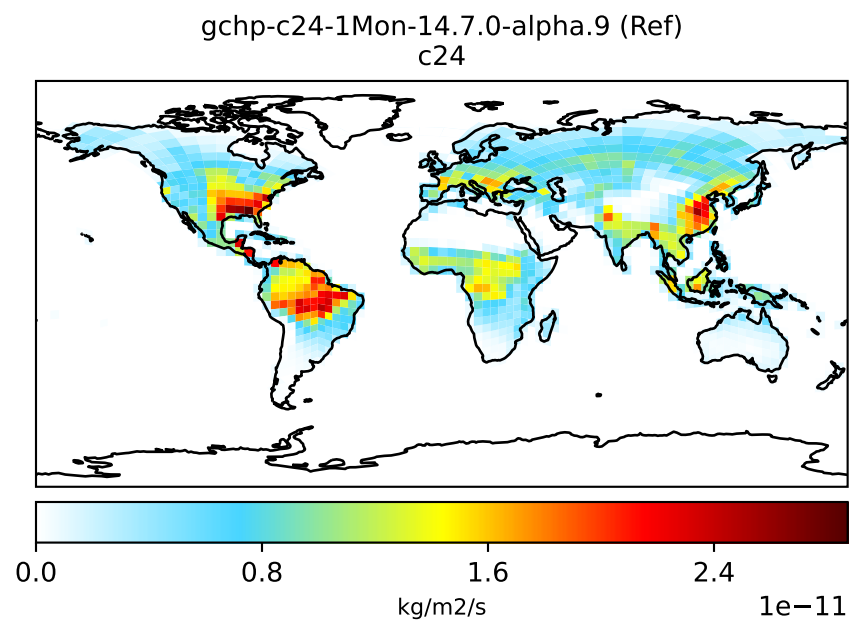 gchp-c24-1Mon-14.7.0-alpha.9 (Ref)
c24
0.0 0.8 1.6 2.4
1e−11
kg/m2/s